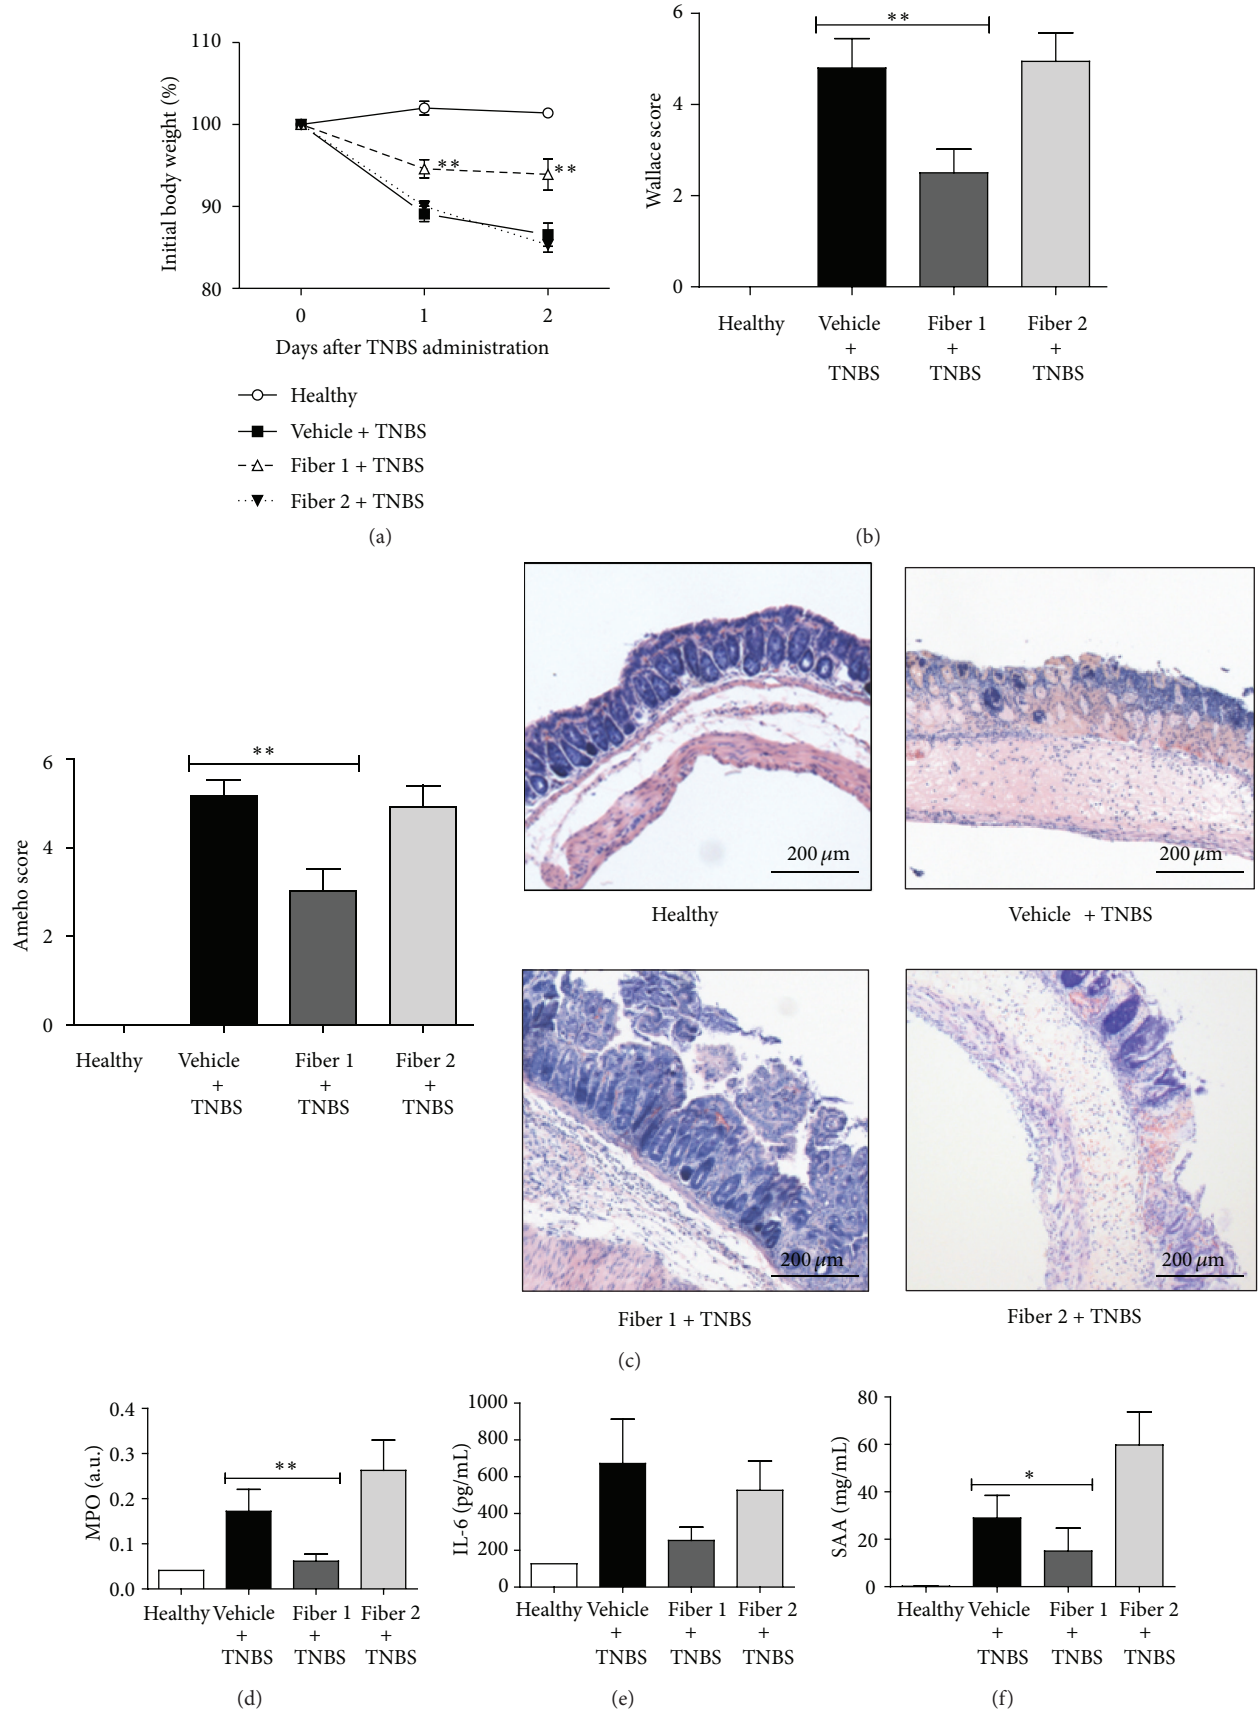 110
100
90
80
Initial body weight (%)
**
**
0 1 2
Days after TNBS administration
Healthy
Vehicle + TNBS
Fiber 1 + TNBS
Fiber 2 + TNBS
(a)
6
4
2
0
Wallace score
**
Healthy Vehicle Fiber 1 Fiber 2
+ + +
TNBS TNBS TNBS
(b)
6
4
2
0
Ameho score
**
Healthy Vehicle Fiber 1 Fiber 2
+ + +
TNBS TNBS TNBS
200 μm
Healthy
200 μm
Vehicle + TNBS
200 μm
Fiber 1 + TNBS
200 μm
Fiber 2 + TNBS
(c)
0.4
0.3
0.2
0.1
0.0
MPO (a.u.)
**
Healthy Vehicle Fiber 1 Fiber 2
+ + +
TNBS TNBS TNBS
(d)
1000
800
600
400
200
0
IL-6 (pg/mL)
Healthy Vehicle Fiber 1 Fiber 2
+ + +
TNBS TNBS TNBS
(e)
80
60
40
20
0
SAA (mg/mL)
*
Healthy Vehicle Fiber 1 Fiber 2
+ + +
TNBS TNBS TNBS
(f)